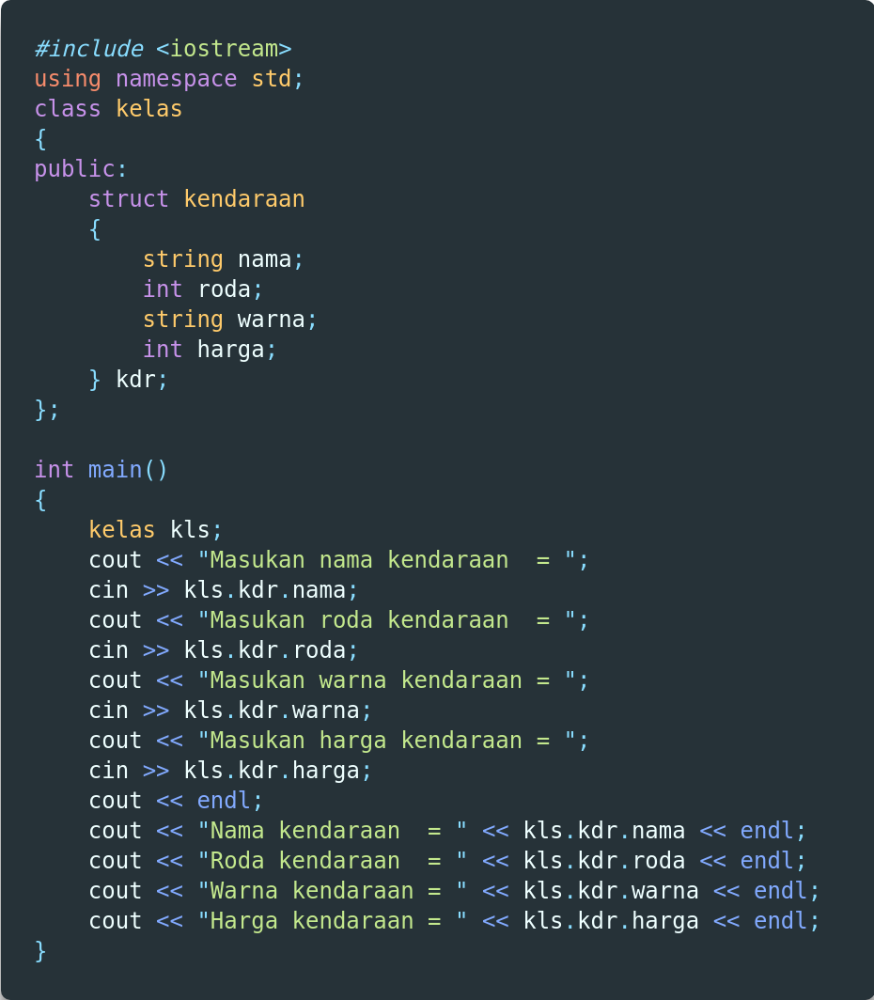 #include <iostream>
using namespace std;
class kelas
{
public:
    struct kendaraan
    {
        string nama;
        int roda;
        string warna;
        int harga;
    } kdr;
};

int main()
{
    kelas kls;
    cout << "Masukan nama kendaraan  = ";
    cin >> kls.kdr.nama;
    cout << "Masukan roda kendaraan  = ";
    cin >> kls.kdr.roda;
    cout << "Masukan warna kendaraan = ";
    cin >> kls.kdr.warna;
    cout << "Masukan harga kendaraan = ";
    cin >> kls.kdr.harga;
    cout << endl;
    cout << "Nama kendaraan  = " << kls.kdr.nama << endl;
    cout << "Roda kendaraan  = " << kls.kdr.roda << endl;
    cout << "Warna kendaraan = " << kls.kdr.warna << endl;
    cout << "Harga kendaraan = " << kls.kdr.harga << endl;
}